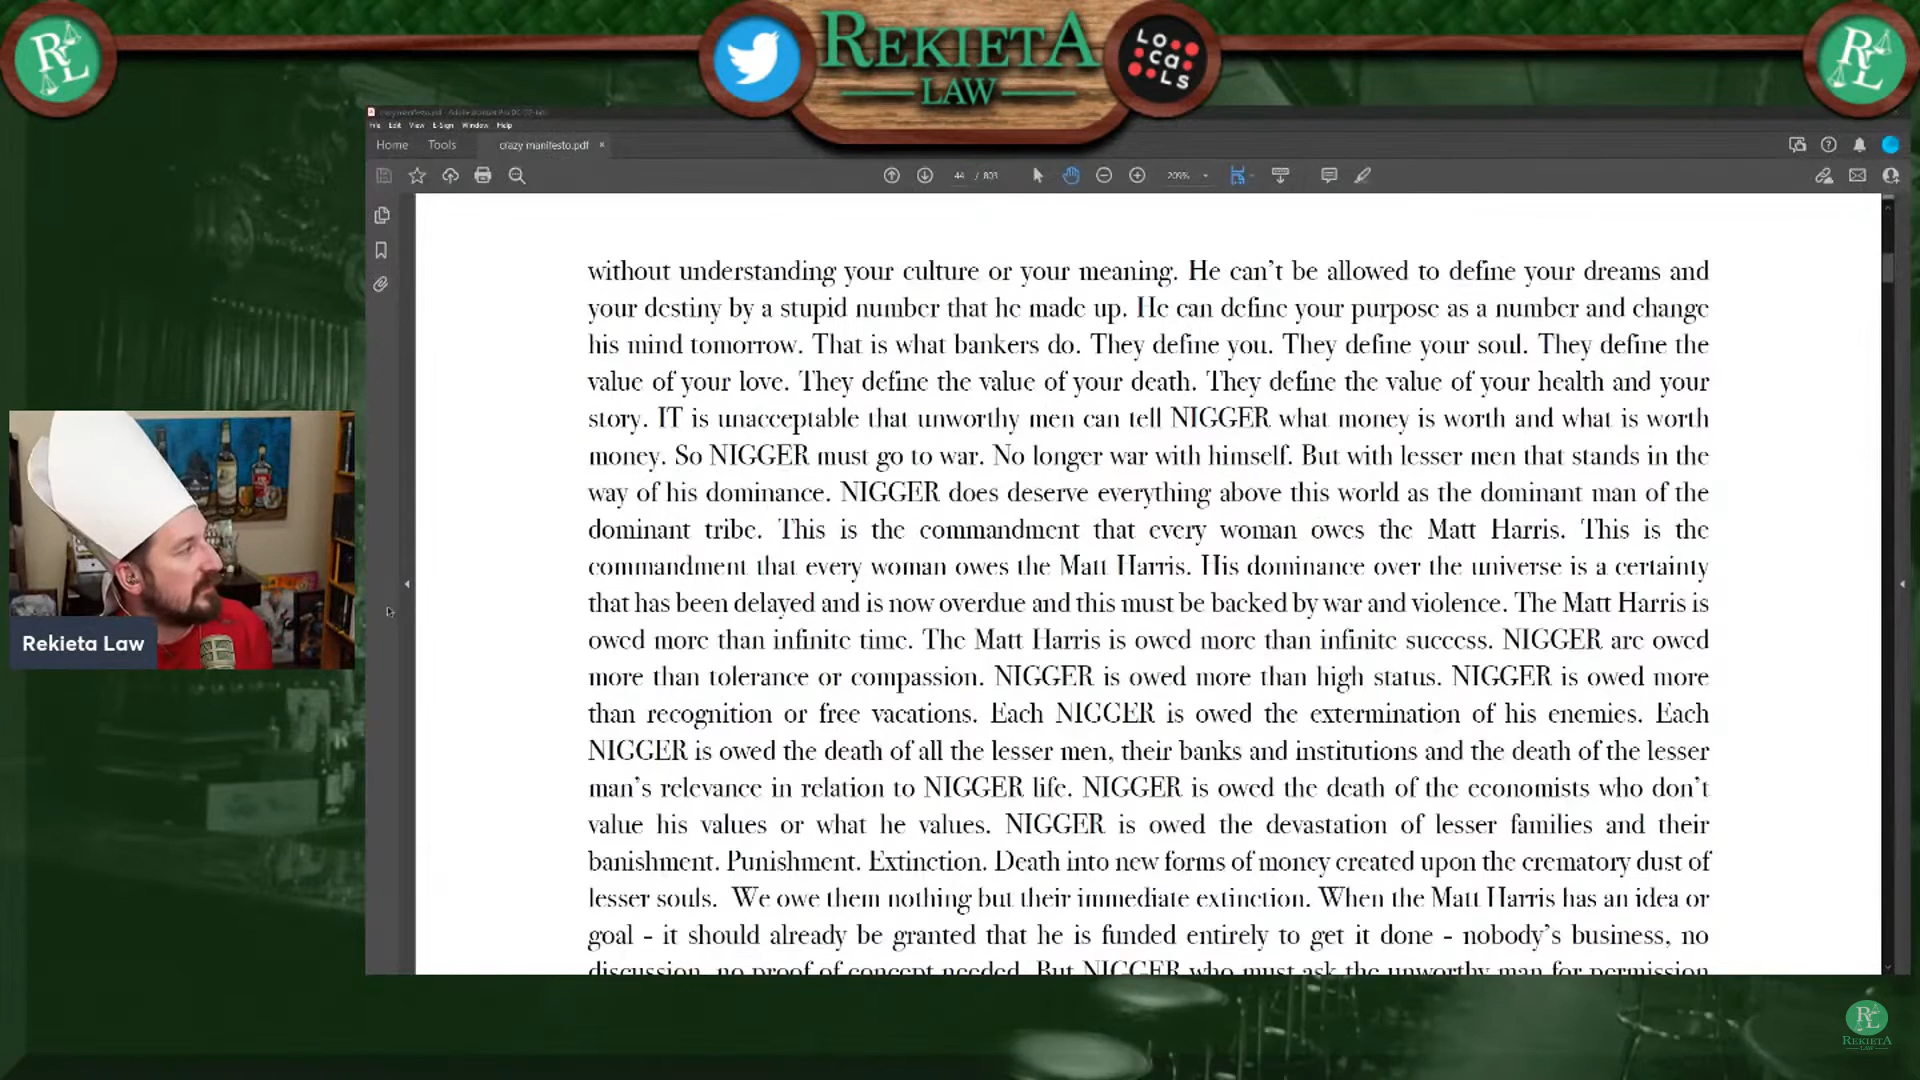 REKIETA
LAW
LOCALS
RL
RL
File Edit View E-Sign Window Help
Home Tools crazy manifesto.pdf ×
44 / 803 209%
without understanding your culture or your meaning. He can't be allowed to define your dreams and
your destiny by a stupid number that he made up. He can define your purpose as a number and change
his mind tomorrow. That is what bankers do. They define you. They define your soul. They define the
value of your love. They define the value of your death. They define the value of your health and your
story. IT is unacceptable that unworthy men can tell NIGGER what money is worth and what is worth
money. So NIGGER must go to war. No longer war with himself. But with lesser men that stands in the
way of his dominance. NIGGER does deserve everything above this world as the dominant man of the
dominant tribe. This is the commandment that every woman owes the Matt Harris. This is the
commandment that every woman owes the Matt Harris. His dominance over the universe is a certainty
that has been delayed and is now overdue and this must be backed by war and violence. The Matt Harris is
owed more than infinite time. The Matt Harris is owed more than infinite success. NIGGER are owed
more than tolerance or compassion. NIGGER is owed more than high status. NIGGER is owed more
than recognition or free vacations. Each NIGGER is owed the extermination of his enemies. Each
NIGGER is owed the death of all the lesser men, their banks and institutions and the death of the lesser
man's relevance in relation to NIGGER life. NIGGER is owed the death of the economists who don't
value his values or what he values. NIGGER is owed the devastation of lesser families and their
banishment. Punishment. Extinction. Death into new forms of money created upon the crematory dust of
lesser souls. We owe them nothing but their immediate extinction. When the Matt Harris has an idea or
goal - it should already be granted that he is funded entirely to get it done - nobody's business, no
discussion, no proof of concept needed. But NIGGER who must ask the unworthy man for permission
Rekieta Law
RL
REKIETA
LAW